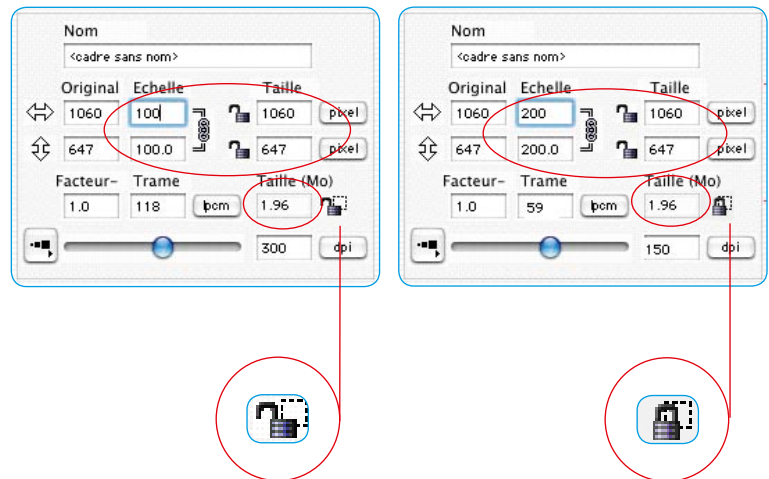 Nom
<cadre sans nom>
Original Echelle Taille
1060 100 1060 pixel
647 100.0 647 pixel
Facteur- Trame Taille (Mo)
1.0 118 lpcm 1.96
300 dpi
Nom
<cadre sans nom>
Original Echelle Taille
1060 200 1060 pixel
647 200.0 647 pixel
Facteur- Trame Taille (Mo)
1.0 59 lpcm 1.96
150 dpi